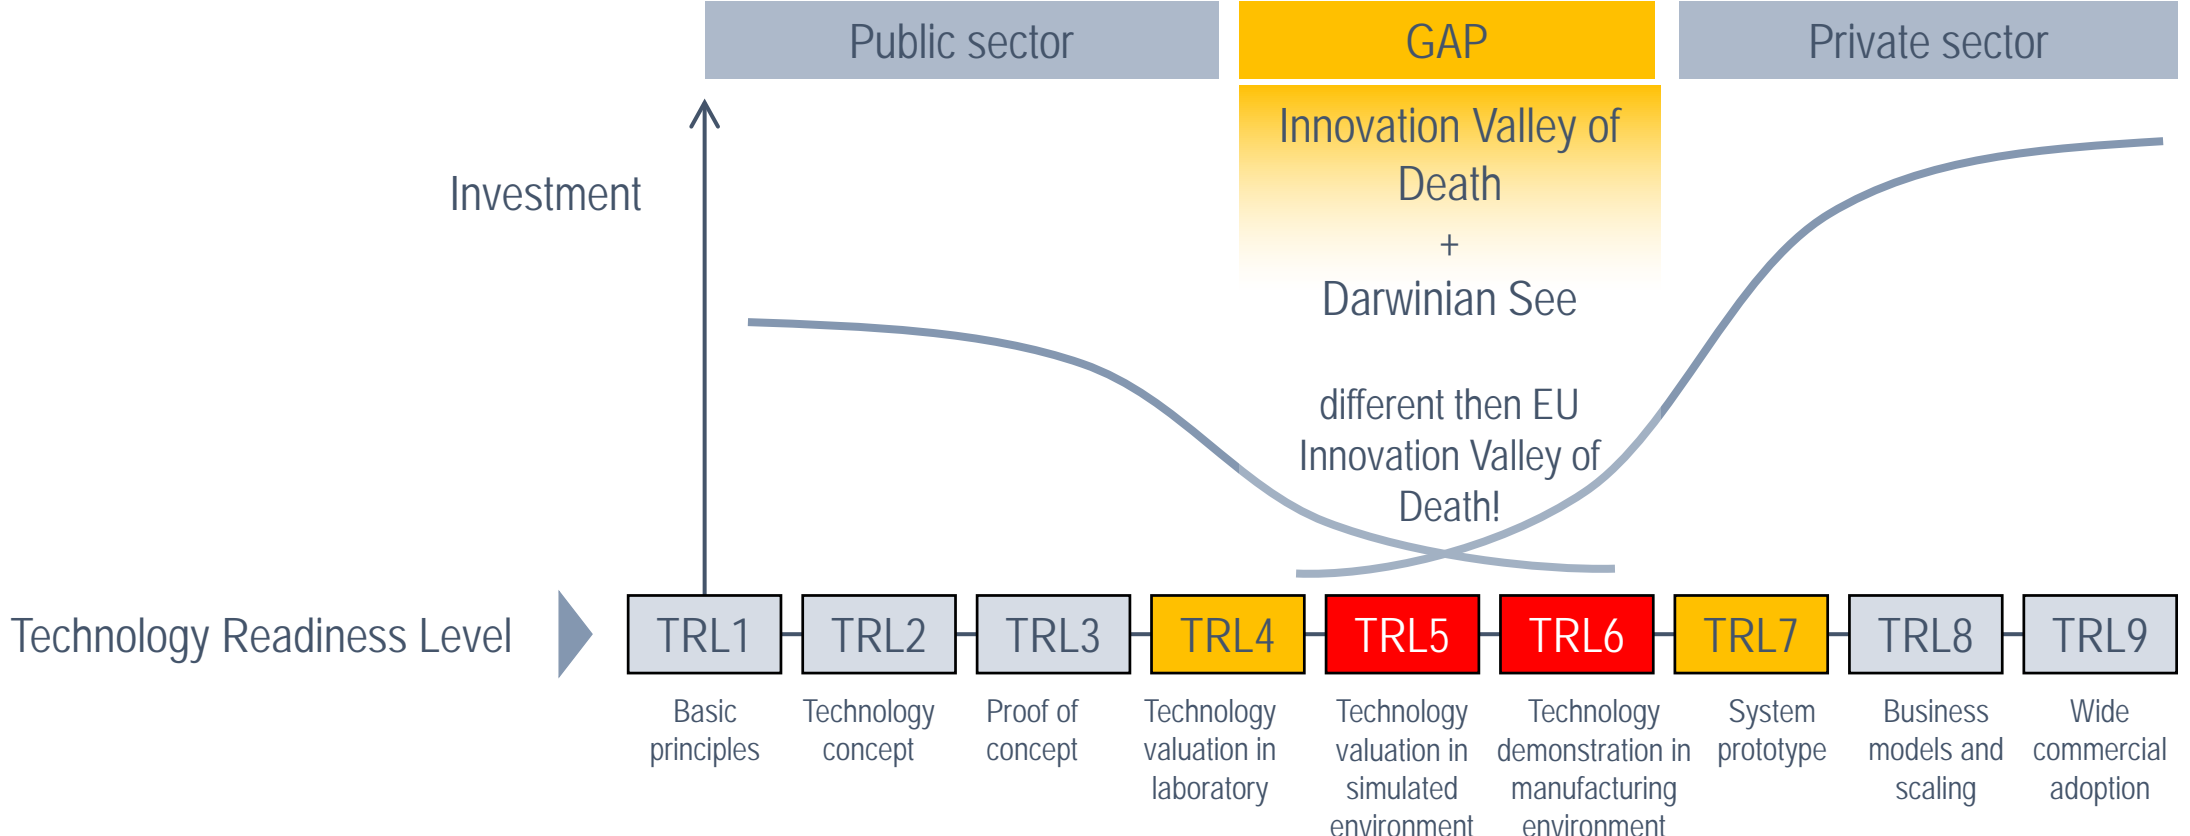 Public sector
GAP
Private sector
Innovation Valley of
Death
+
Darwinian See
Investment
different then EU
Innovation Valley of
Death!
Technology Readiness Level
TRL1
TRL2
TRL3
TRL4
TRL5
TRL6
TRL7
TRL8
TRL9
Basic
principles
Technology
concept
Proof of
concept
Technology
valuation in
laboratory
Technology
valuation in
simulated
environment
Technology
demonstration in
manufacturing
environment
System
prototype
Business
models and
scaling
Wide
commercial
adoption